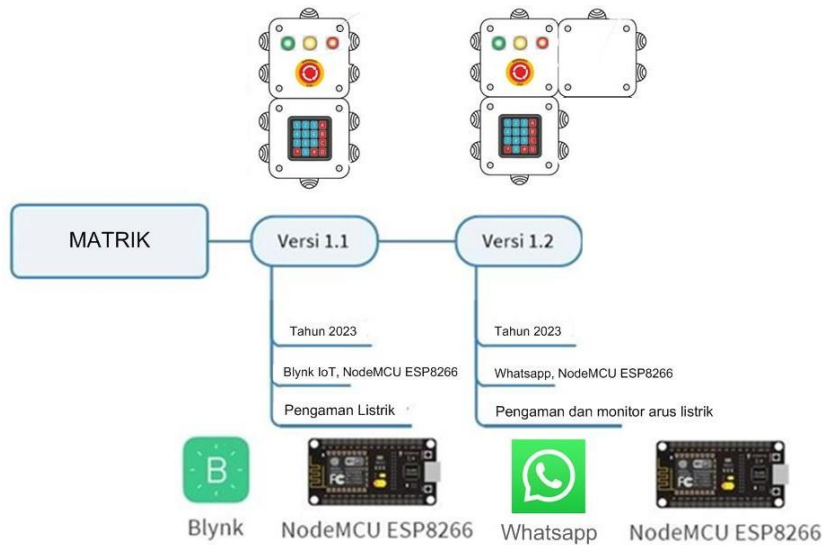 MATRIK
Versi 1.1
Versi 1.2
Tahun 2023
Blynk IoT, NodeMCU ESP8266
Pengaman Listrik
Tahun 2023
Whatsapp, NodeMCU ESP8266
Pengaman dan monitor arus listrik
B
Blynk
NodeMCU ESP8266
Whatsapp
NodeMCU ESP8266